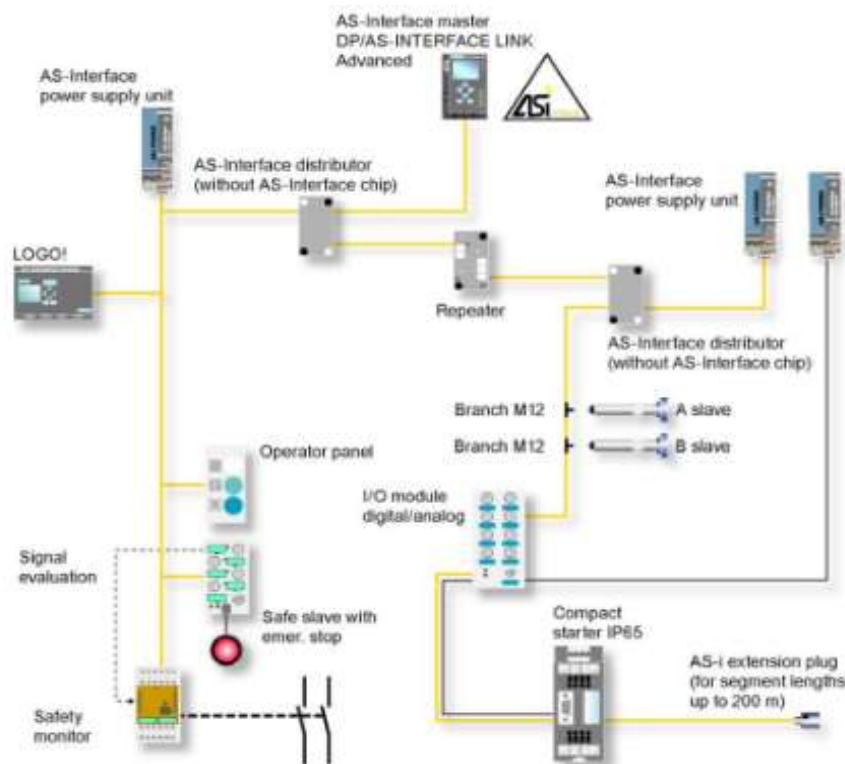 AS-Interface master
DP/AS-INTERFACE LINK
Advanced
AS-Interface
power supply unit
ASi
AS-Interface distributor
(without AS-Interface chip)
AS-Interface
power supply unit
LOGO!
Repeater
AS-Interface distributor
(without AS-Interface chip)
Branch M12
A slave
Branch M12
B slave
Operator panel
I/O module
digital/analog
Signal
evaluation
Safe slave with
emer. stop
Compact
starter IP65
AS-i extension plug
(for segment lengths
up to 200 m)
Safety
monitor